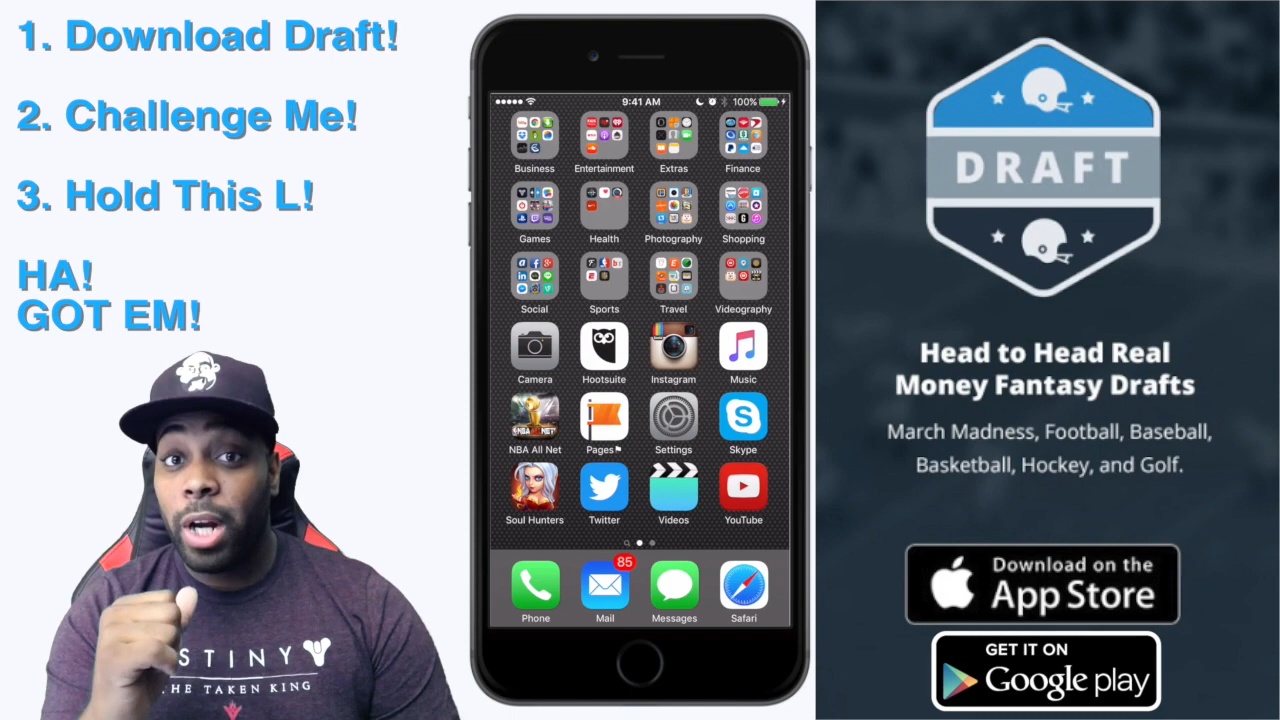 1. Download Draft!
2. Challenge Me!
3. Hold This L!
HA!
GOT EM!
STINY
THE TAKEN KING
9:41 AM
100%
Business Entertainment Extras Finance
Games Health Photography Shopping
Social Sports Travel Videography
Camera Hootsuite Instagram Music
NBA All Net Pages Settings Skype
Soul Hunters Twitter Videos YouTube
85
Phone Mail Messages Safari
DRAFT
Head to Head Real
Money Fantasy Drafts
March Madness, Football, Baseball,
Basketball, Hockey, and Golf.
Download on the
App Store
GET IT ON
Google play